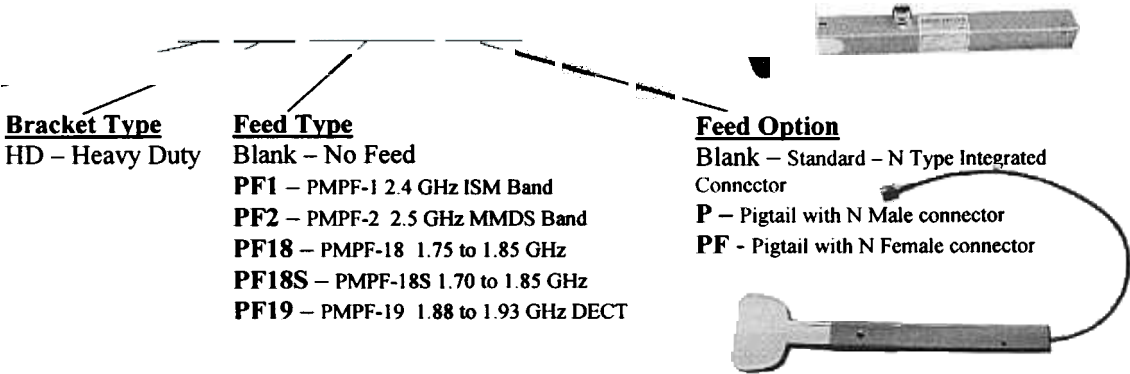 Bracket Type
HD – Heavy Duty
Feed Type
Blank – No Feed
PF1 – PMPF-1 2.4 GHz ISM Band
PF2 – PMPF-2 2.5 GHz MMDS Band
PF18 – PMPF-18 1.75 to 1.85 GHz
PF18S – PMPF-18S 1.70 to 1.85 GHz
PF19 – PMPF-19 1.88 to 1.93 GHz DECT
Feed Option
Blank – Standard – N Type Integrated
Connector
P – Pigtail with N Male connector
PF - Pigtail with N Female connector